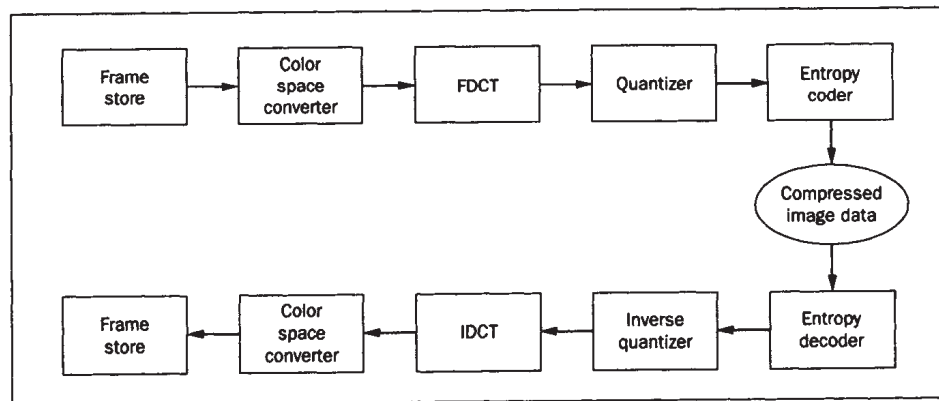 Frame
store
Color
space
converter
FDCT
Quantizer
Entropy
coder
Compressed
image data
Frame
store
Color
space
converter
IDCT
Inverse
quantizer
Entropy
decoder